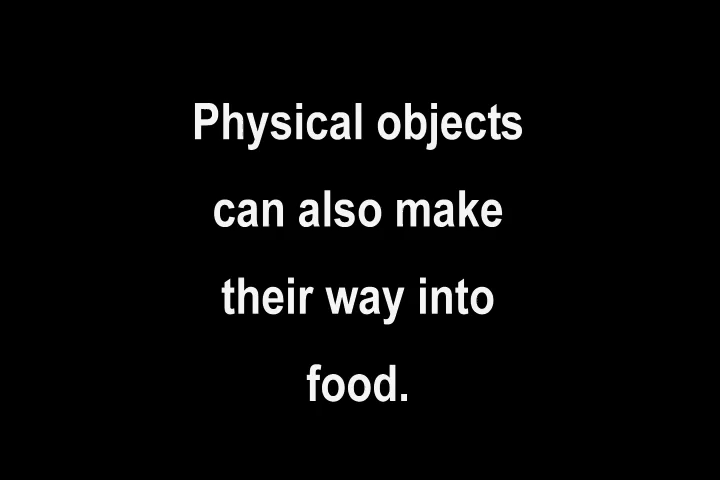 Physical objects
can also make
their way into
food.